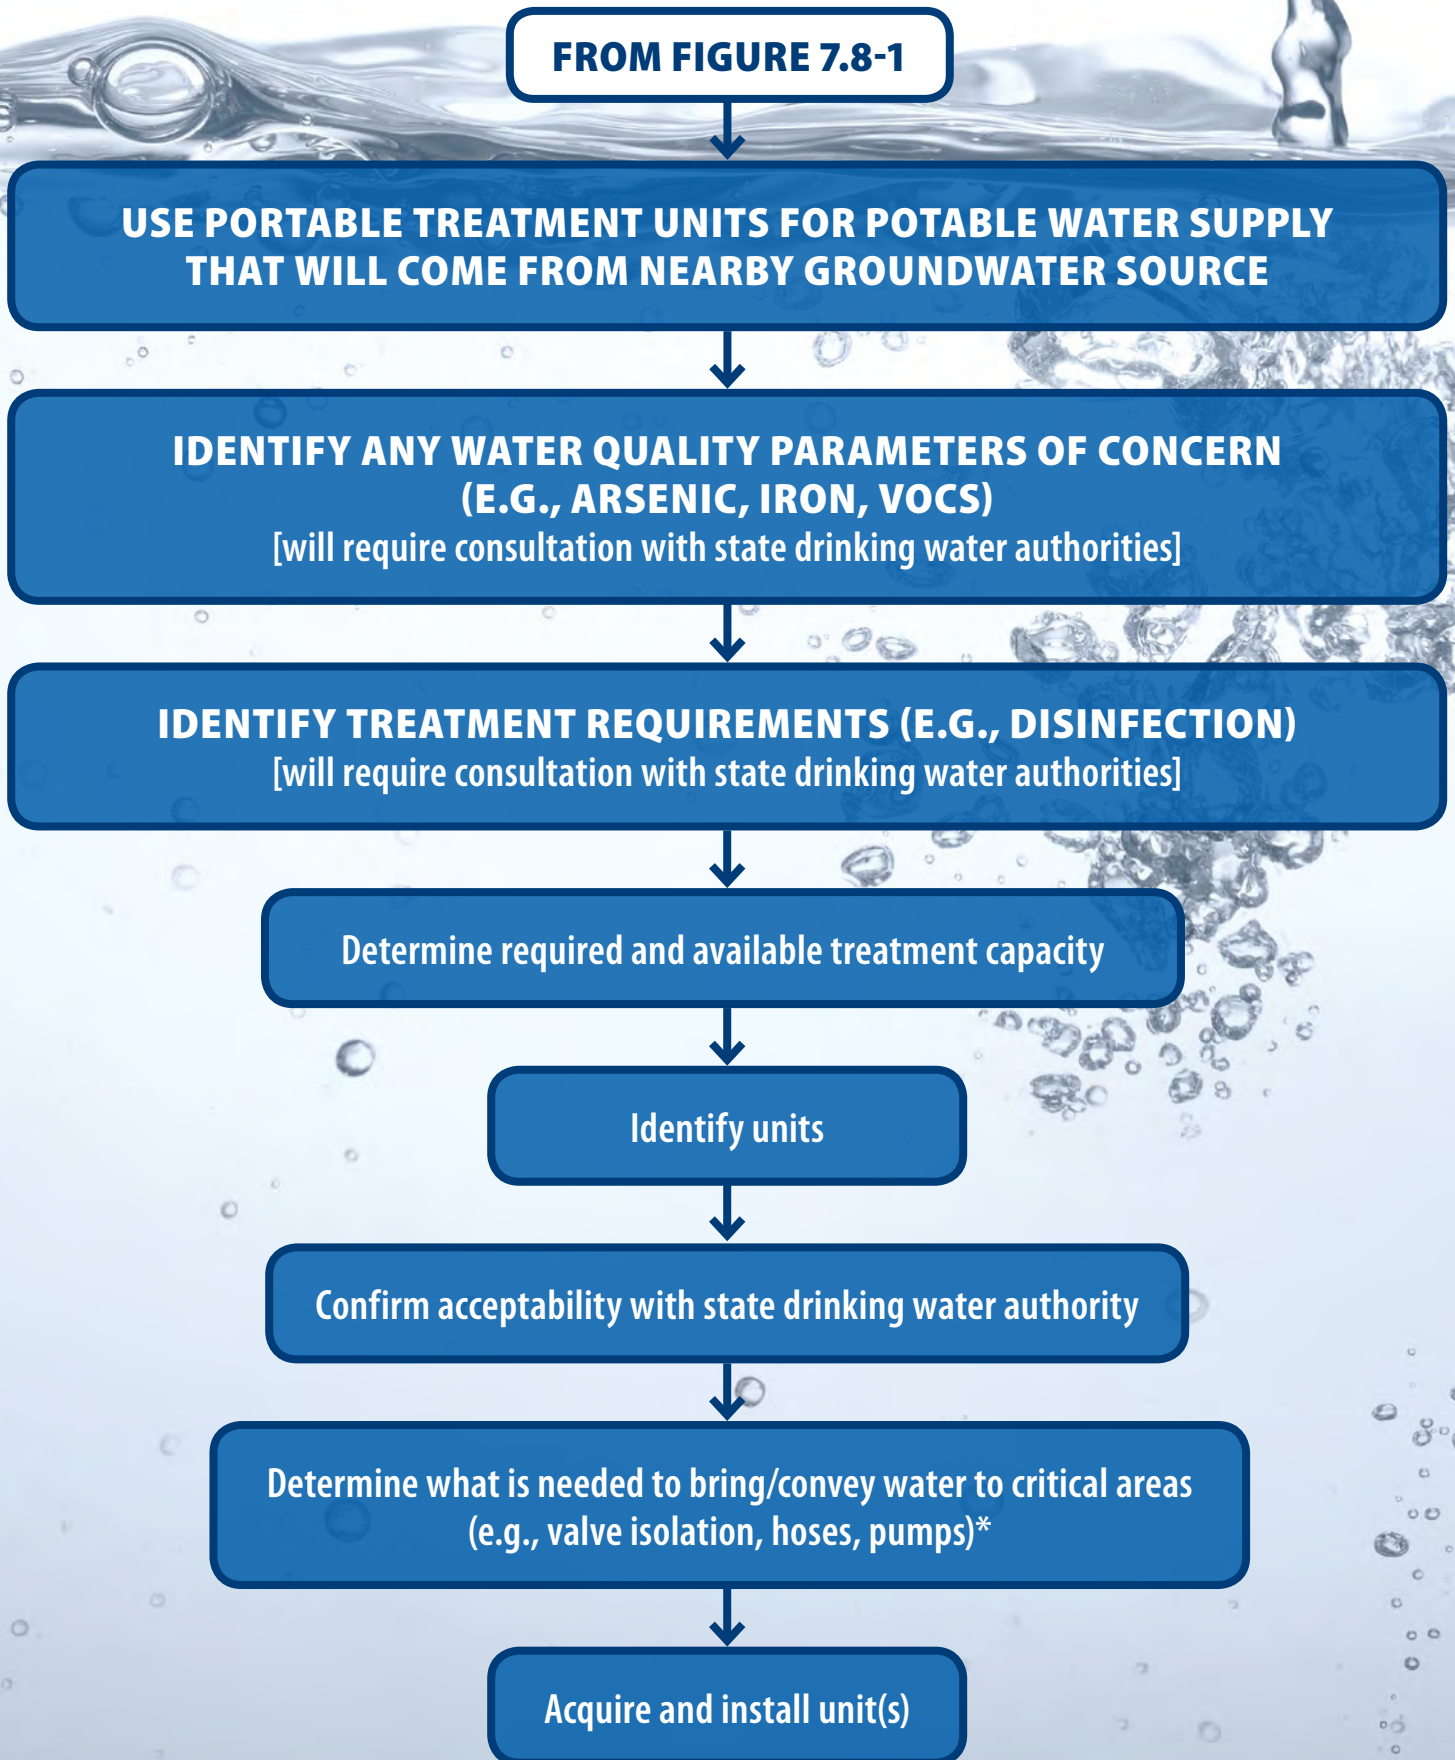 FROM FIGURE 7.8-1
USE PORTABLE TREATMENT UNITS FOR POTABLE WATER SUPPLY
THAT WILL COME FROM NEARBY GROUNDWATER SOURCE
IDENTIFY ANY WATER QUALITY PARAMETERS OF CONCERN
(E.G., ARSENIC, IRON, VOCS)
[will require consultation with state drinking water authorities]
IDENTIFY TREATMENT REQUIREMENTS (E.G., DISINFECTION)
[will require consultation with state drinking water authorities]
Determine required and available treatment capacity
Identify units
Confirm acceptability with state drinking water authority
Determine what is needed to bring/convey water to critical areas
(e.g., valve isolation, hoses, pumps)*
Acquire and install unit(s)